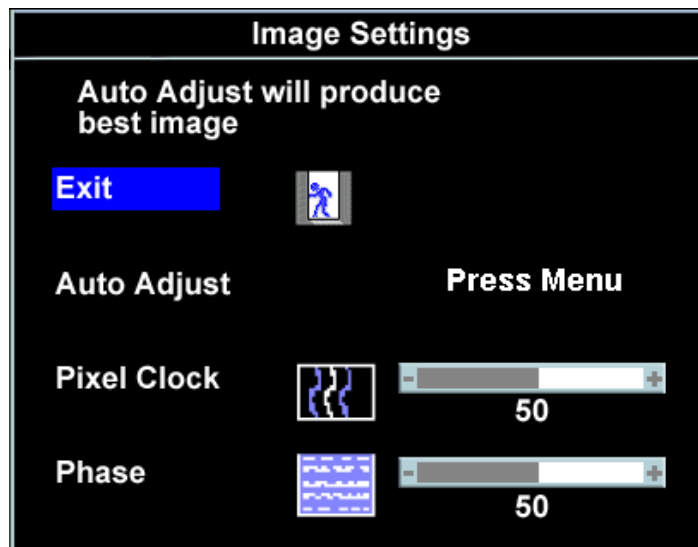 Image Settings
Auto Adjust will produce
best image
Exit
Auto Adjust Press Menu
Pixel Clock - +
50
Phase - +
50